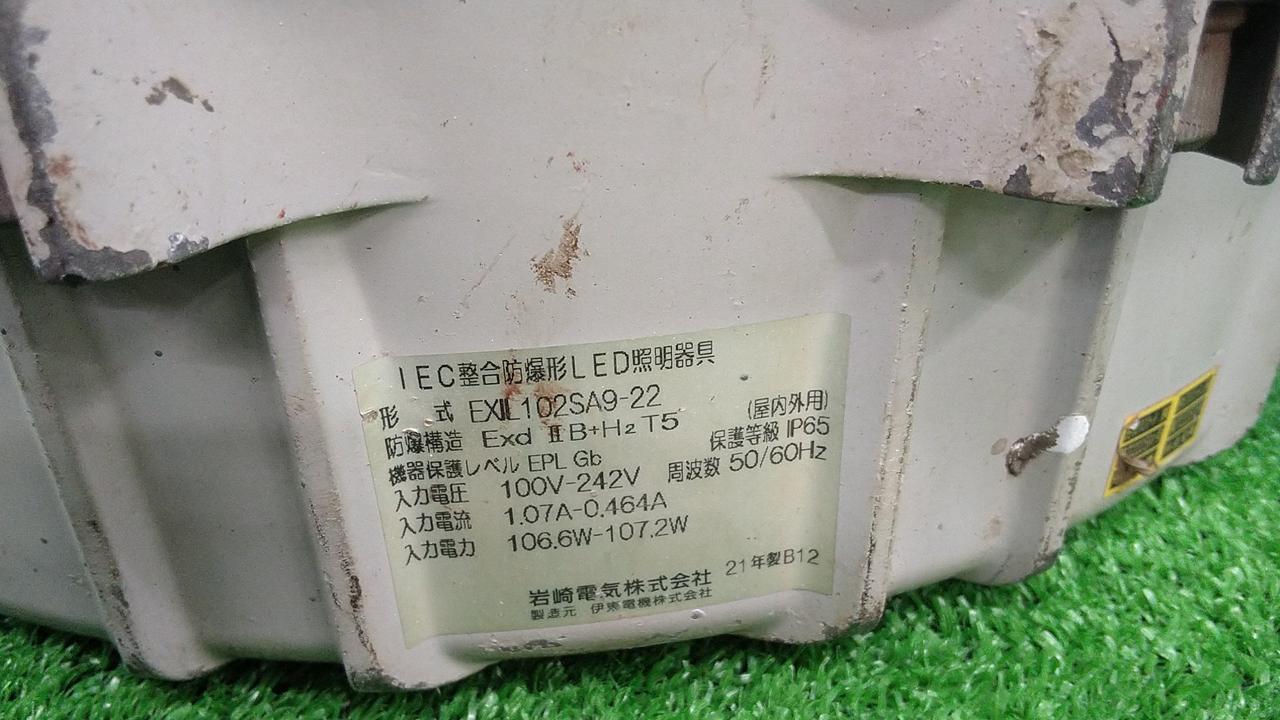 IEC整合防爆形LED照明器具
形 式 EXIL102SA9-22 (屋内外用)
防爆構造 Exd ⅡB+H₂ T5 保護等級 IP65
機器保護レベル EPL Gb 周波数 50/60Hz
入力電圧 100V-242V
入力電流 1.07A-0.464A
入力電力 106.6W-107.2W
岩崎電気株式会社 21年製B12
製造元 伊東電機株式会社